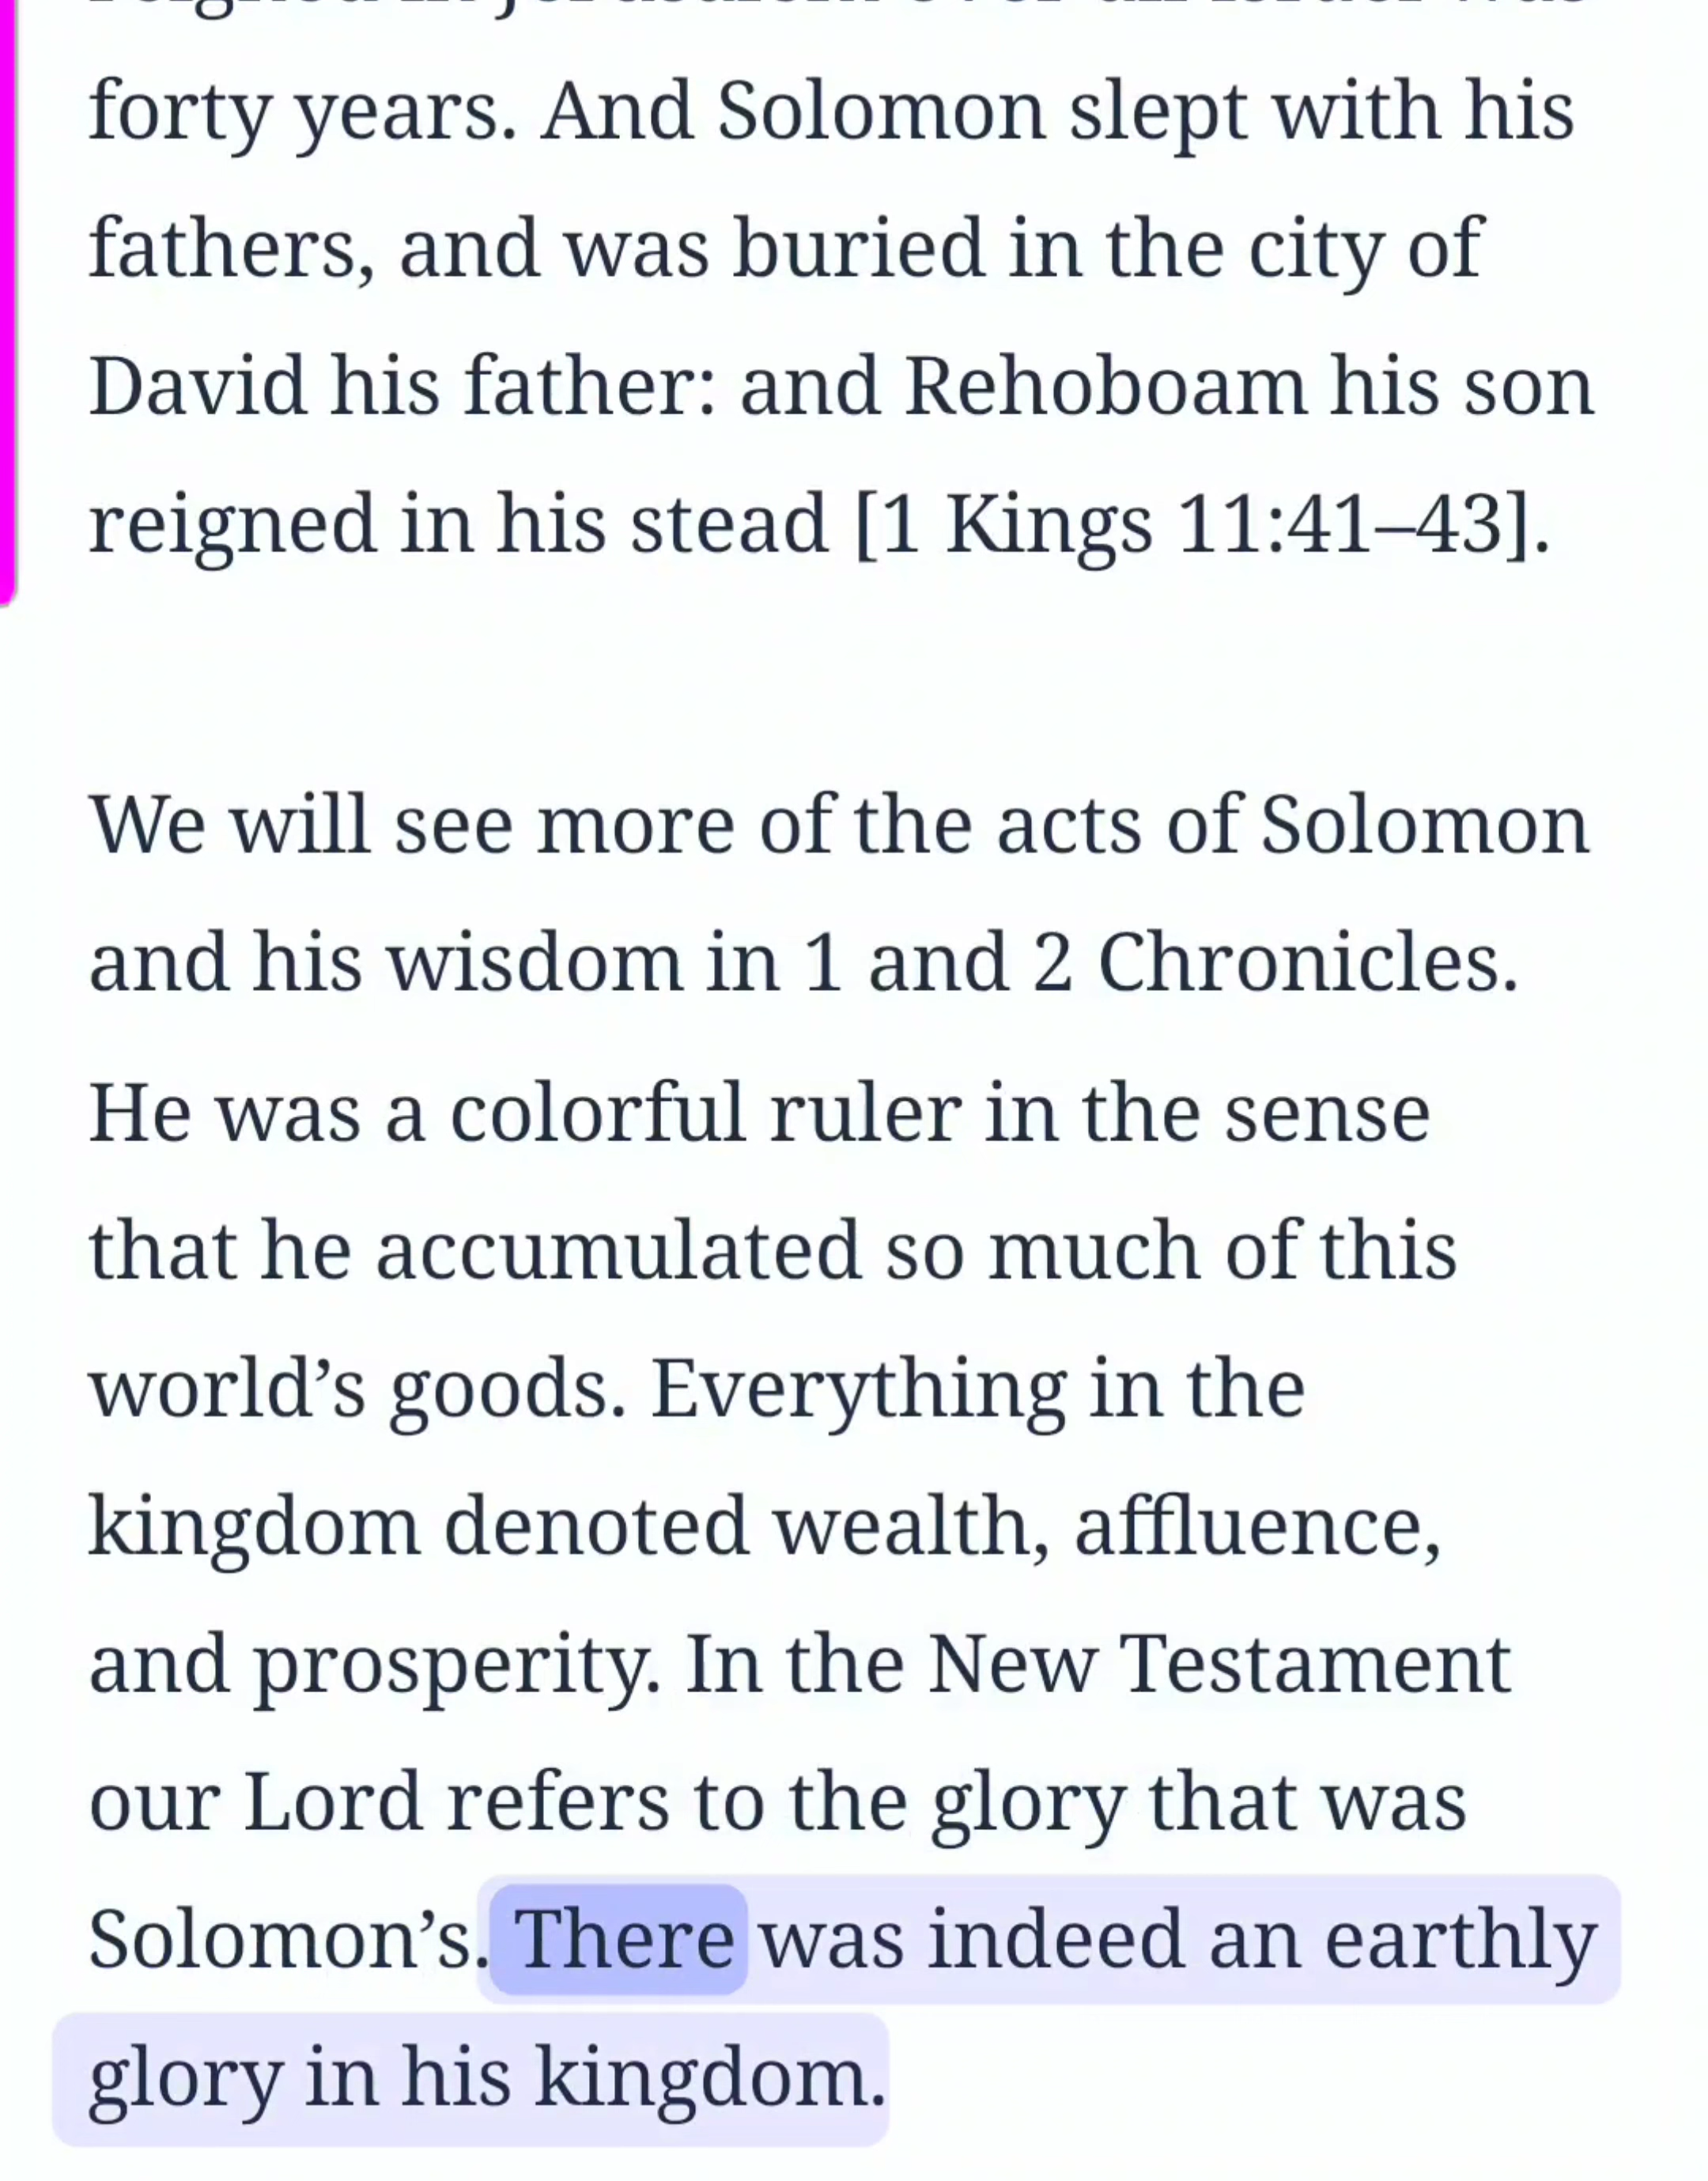 forty years. And Solomon slept with his
fathers, and was buried in the city of
David his father: and Rehoboam his son
reigned in his stead [1 Kings 11:41–43].
We will see more of the acts of Solomon
and his wisdom in 1 and 2 Chronicles.
He was a colorful ruler in the sense
that he accumulated so much of this
world’s goods. Everything in the
kingdom denoted wealth, affluence,
and prosperity. In the New Testament
our Lord refers to the glory that was
Solomon’s. There was indeed an earthly
glory in his kingdom.